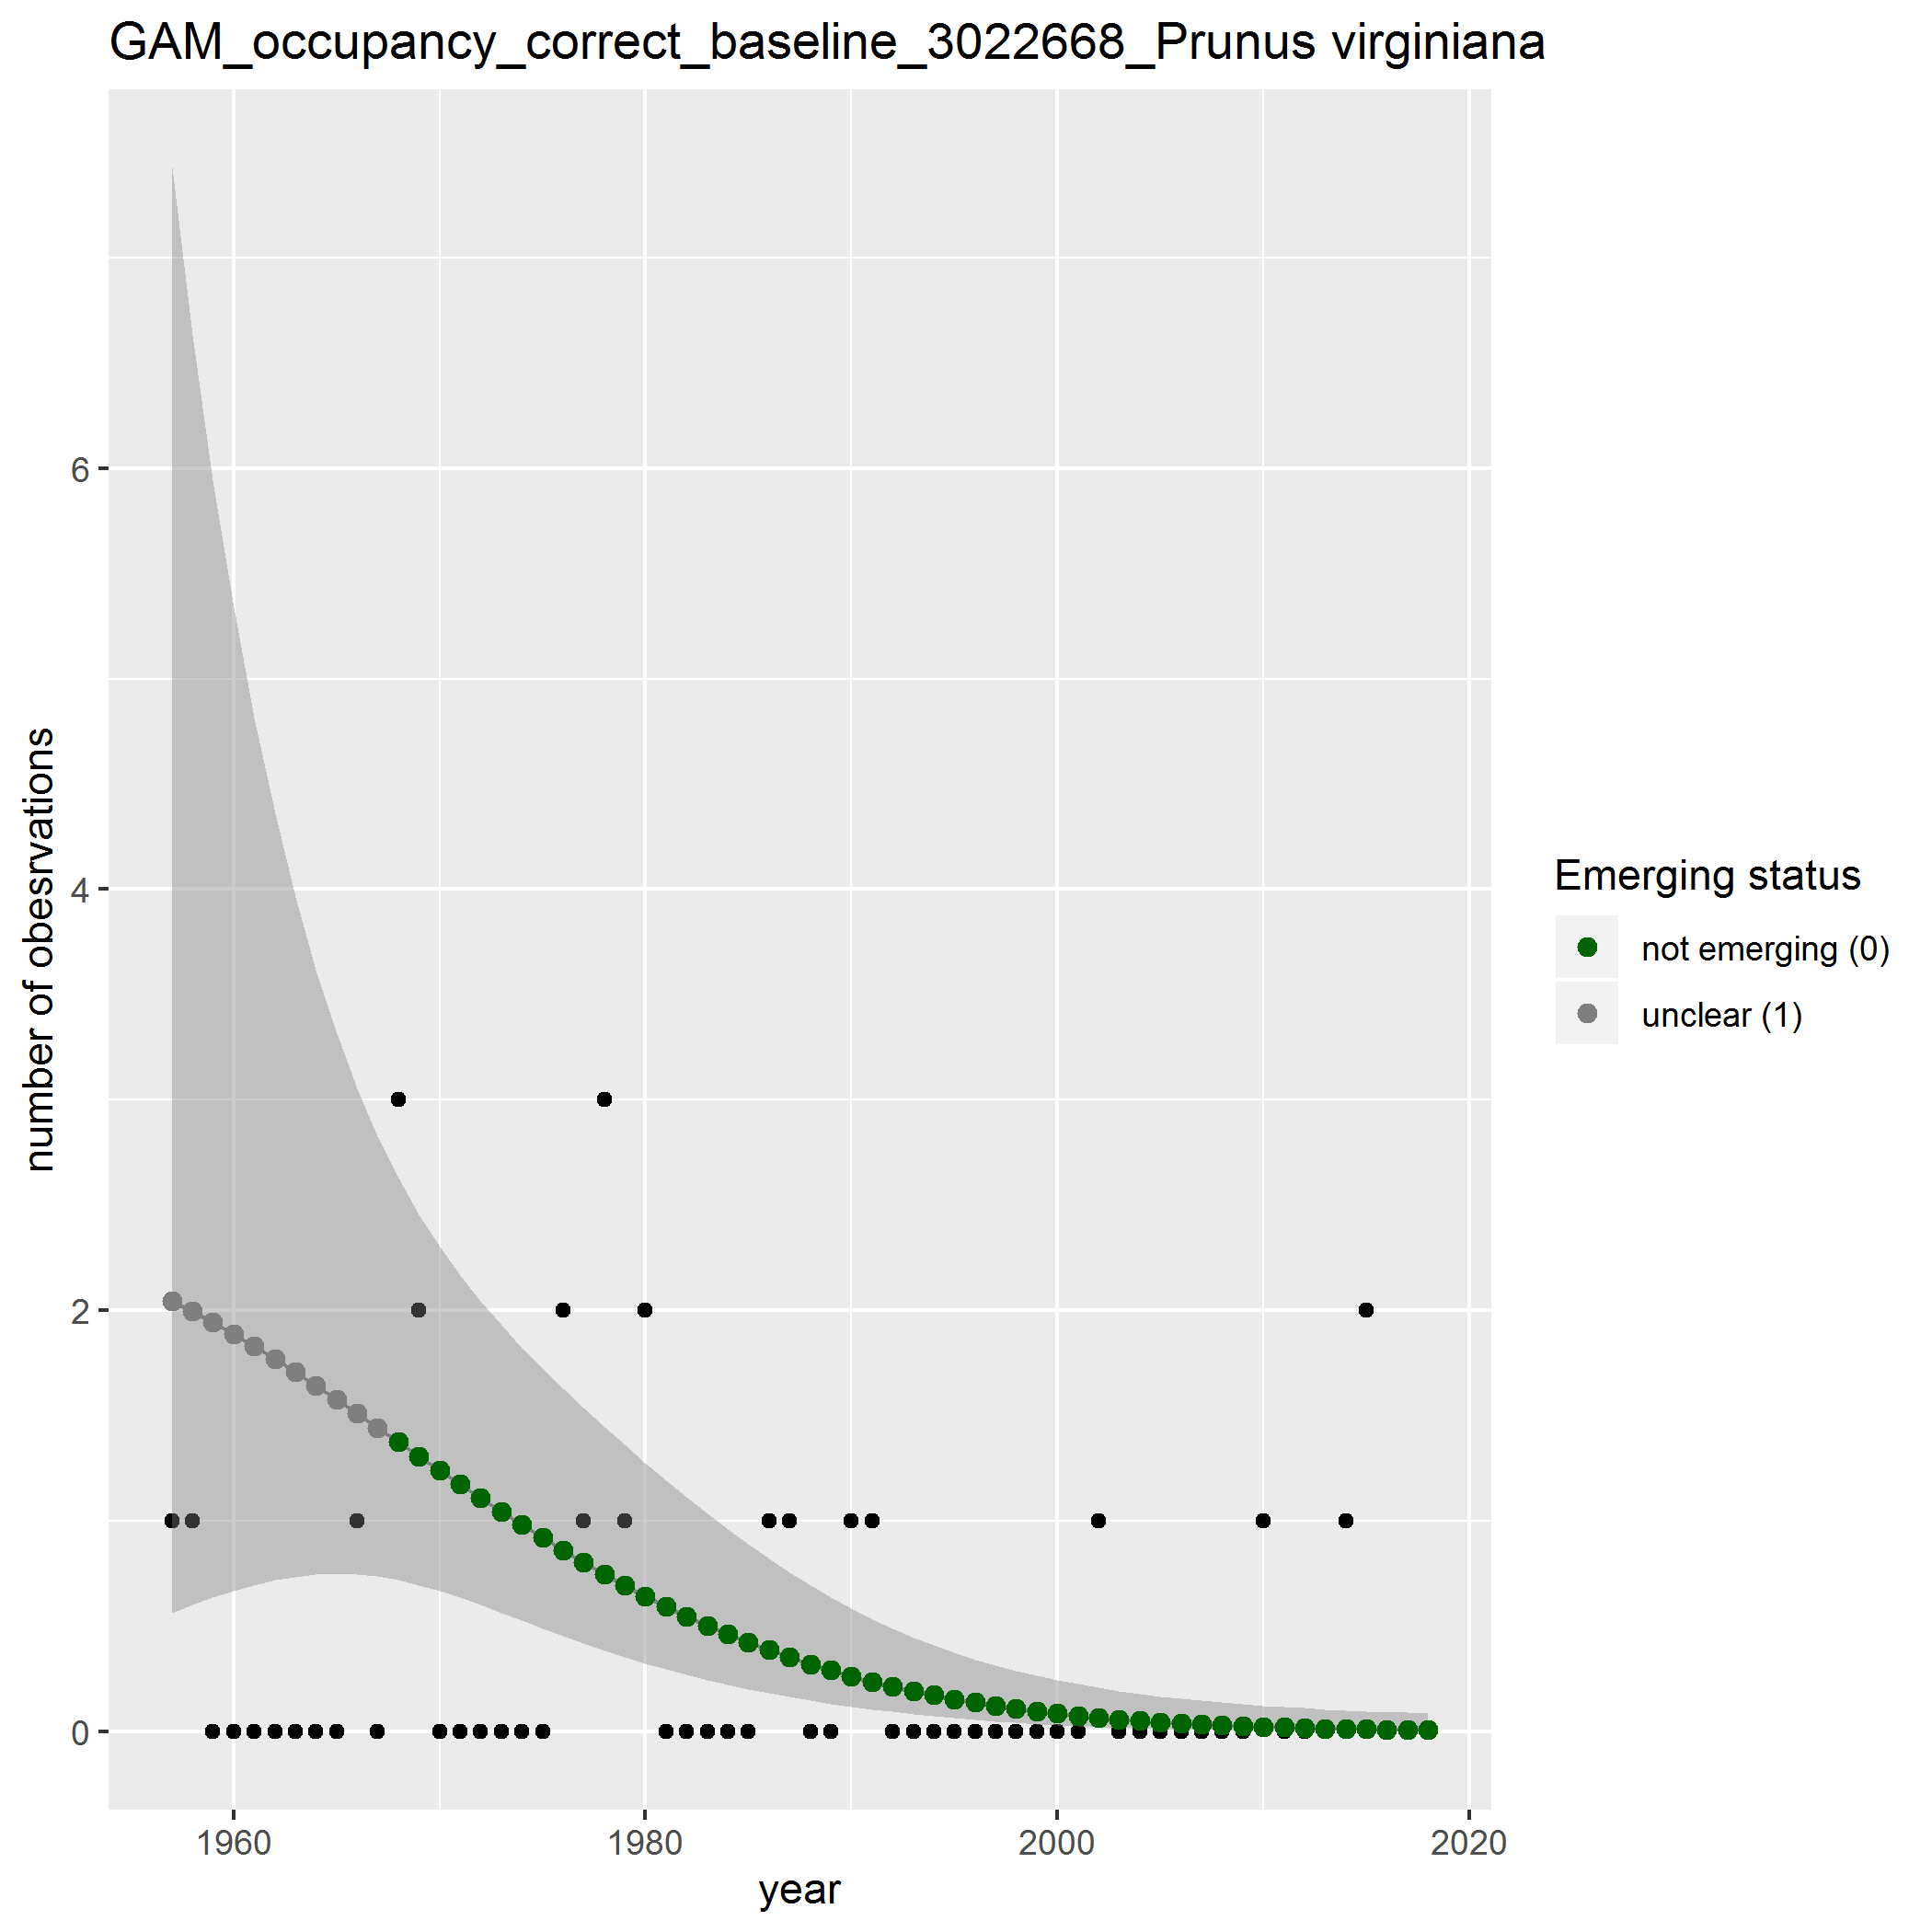 GAM_occupancy_correct_baseline_3022668_Prunus virginiana
number of obesrvations
6
4
2
0
1960
1980
2000
2020
year
Emerging status
not emerging (0)
unclear (1)